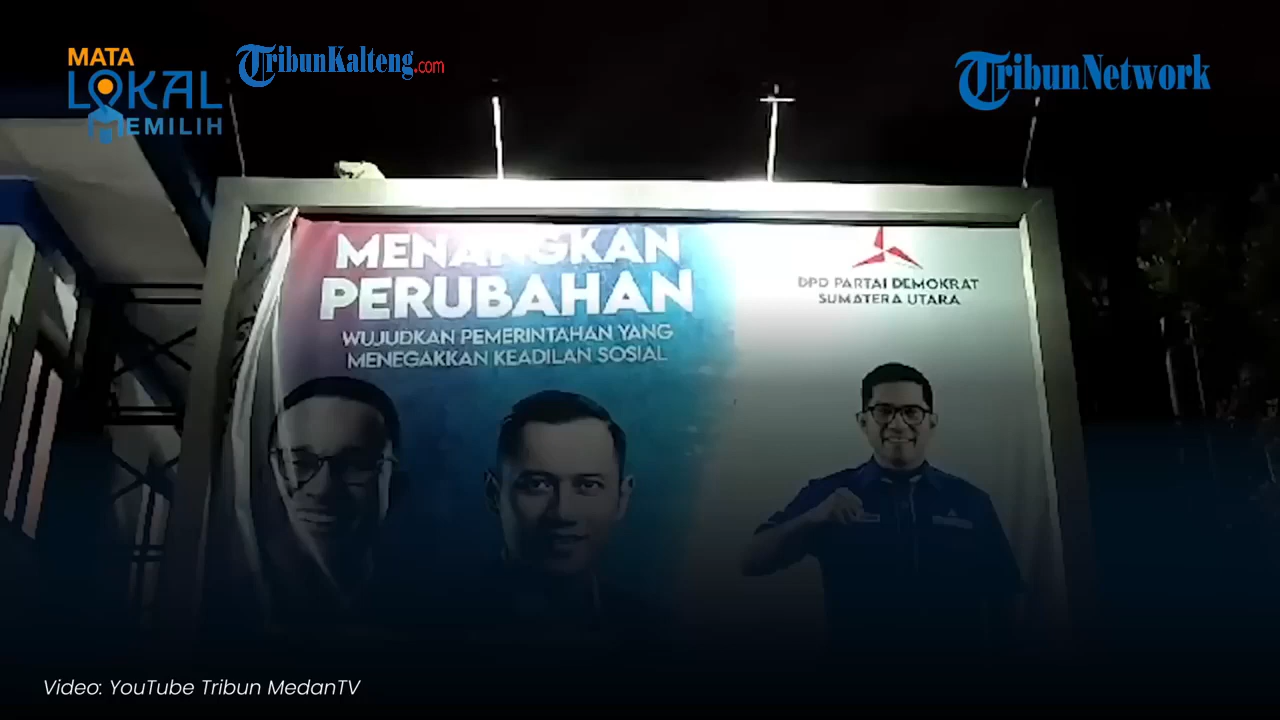 MATA
LOKAL
MEMILIH
TribunKalteng.com
TribunNetwork
MENANGKAN
PERUBAHAN
WUJUDKAN PEMERINTAHAN YANG
MENEGAKKAN KEADILAN SOSIAL
DPD PARTAI DEMOKRAT
SUMATERA UTARA
Video: YouTube Tribun MedanTV